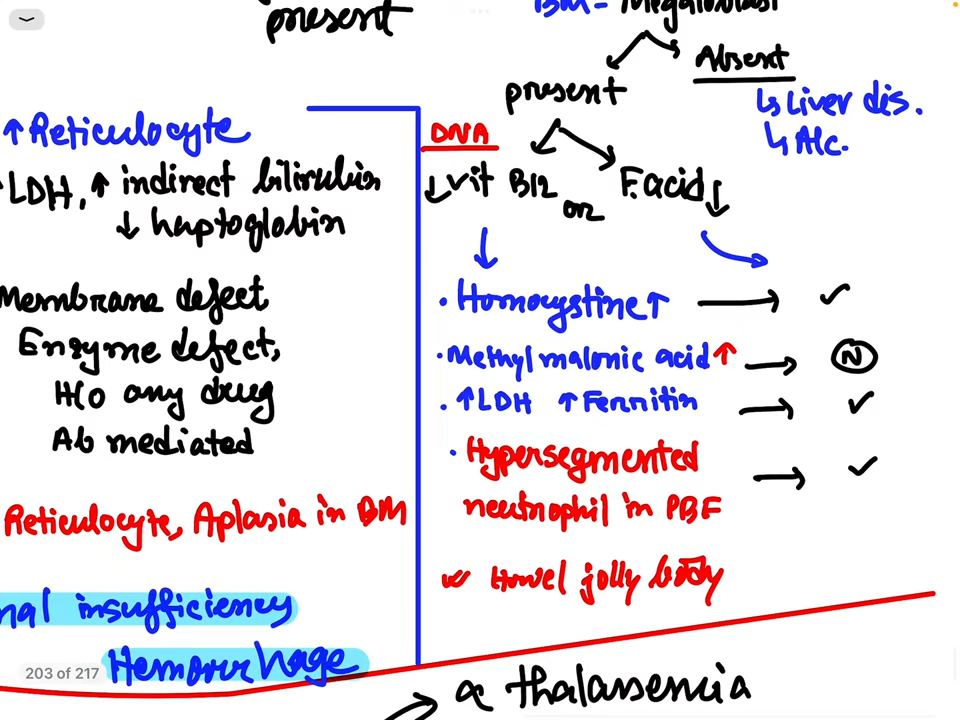 present
BM- Megaloblast
Absent
present
↳ Liver dis.
↳ Alc.
↑ Reticulocyte
LDH, ↑ indirect bilirubin
↓ haptoglobin
Membrane defect
Enzyme defect,
H/O any drug
Ab mediated
Reticulocyte, Aplasia in BM
nal insufficiency
Hemorrhage
DNA
↓ vit B12 or F.acid ↓
• Homocystine ↑ → ✓
• Methyl malonic acid ↑ → N
• ↑ LDH ↑ Ferritin → ✓
• Hypersegmented
neutrophil in PBF → ✓
✓ Howel jolly body
203 of 217
→ α thalassemia